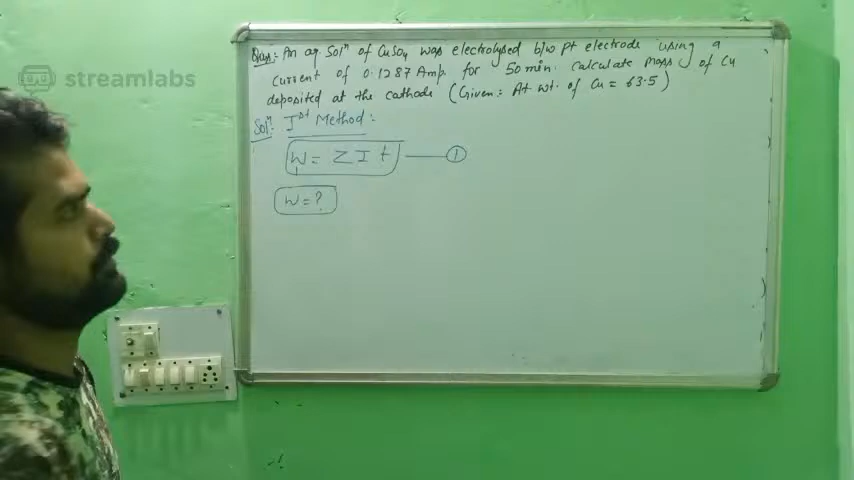 streamlabs
Ques:- An aq Solⁿ of CuSO₄ was electrolysed b/w Pt electrode using a
current of 0.1287 Amp. for 50 min. Calculate mass of Cu
deposited at the cathode (Given: At wt. of Cu = 63.5)
Solⁿ: Iˢᵗ Method:
W = Z I t — 1
W = ?